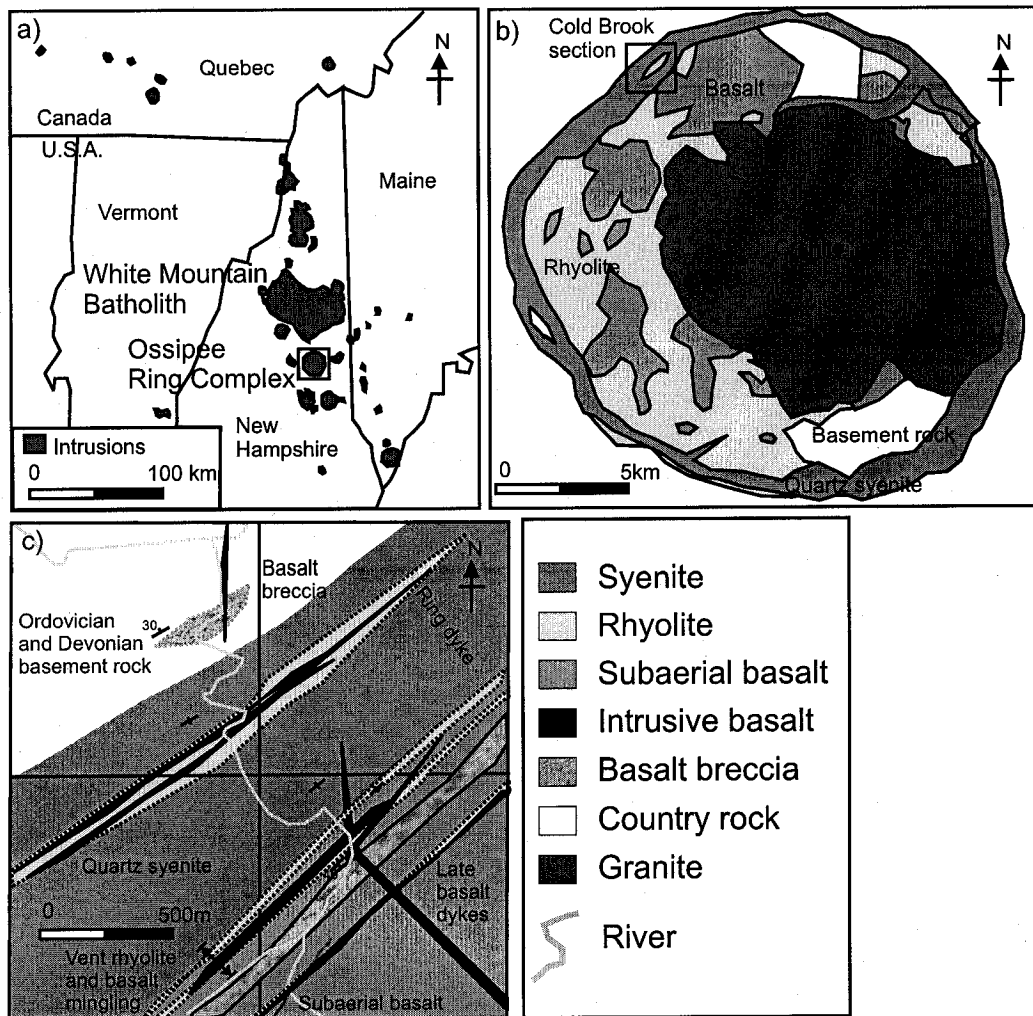 a)
N
Quebec
Canada
U.S.A.
Maine
Vermont
White Mountain
Batholith
Ossipee
Ring Complex
New
Hampshire
Intrusions
0
100 km
b)
Cold Brook
section
N
Basalt
Rhyolite
Basement rock
0
5km
Quartz syenite
c)
N
Basalt
breccia
Ordovician
and Devonian
basement rock
30
Ring dyke
Quartz syenite
0
500m
Late
basalt
dykes
Vent rhyolite
and basalt
mingling
Subaerial basalt
Syenite
Rhyolite
Subaerial basalt
Intrusive basalt
Basalt breccia
Country rock
Granite
River